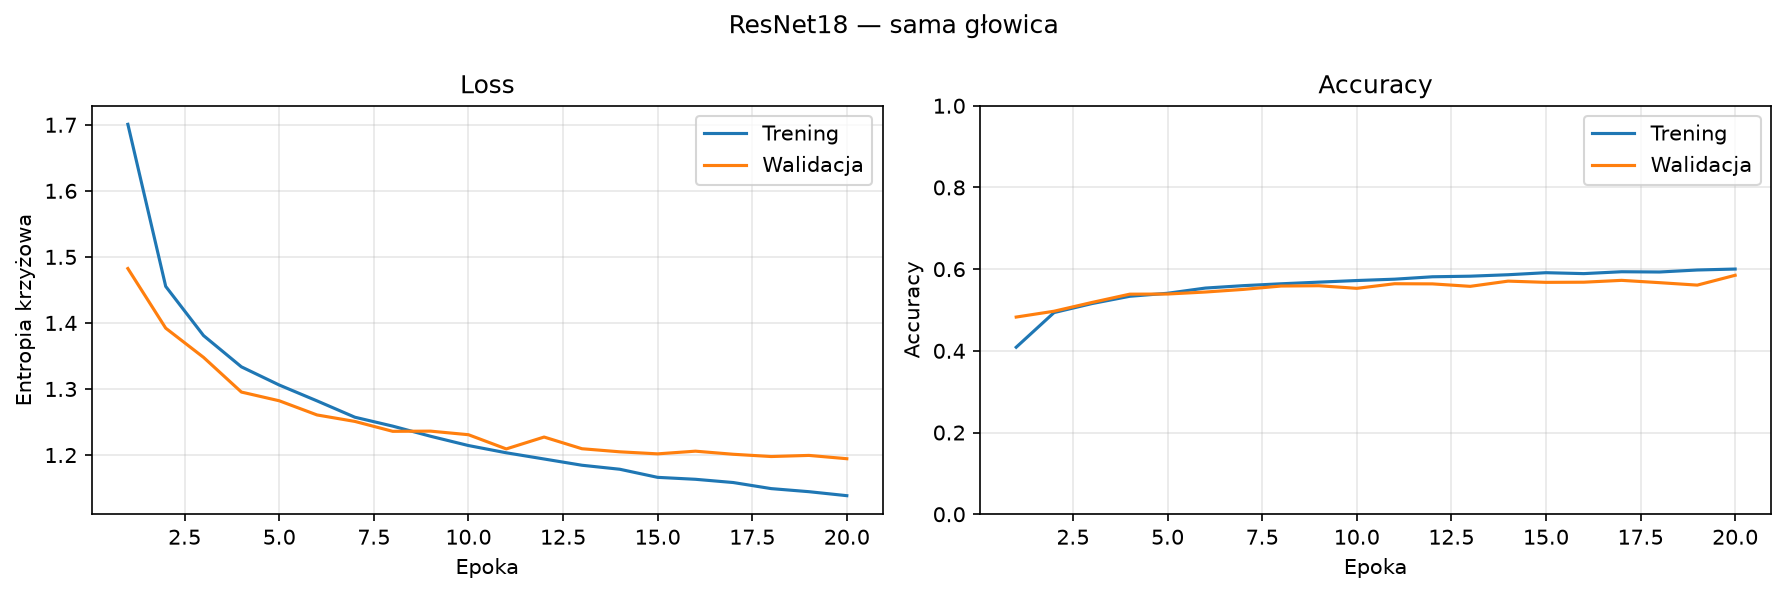 ResNet18 — sama głowica
Loss
Entropia krzyżowa
1.7
1.6
1.5
1.4
1.3
1.2
Trening
Walidacja
2.5 5.0 7.5 10.0 12.5 15.0 17.5 20.0
Epoka
Accuracy
Accuracy
1.0
0.8
0.6
0.4
0.2
0.0
Trening
Walidacja
2.5 5.0 7.5 10.0 12.5 15.0 17.5 20.0
Epoka